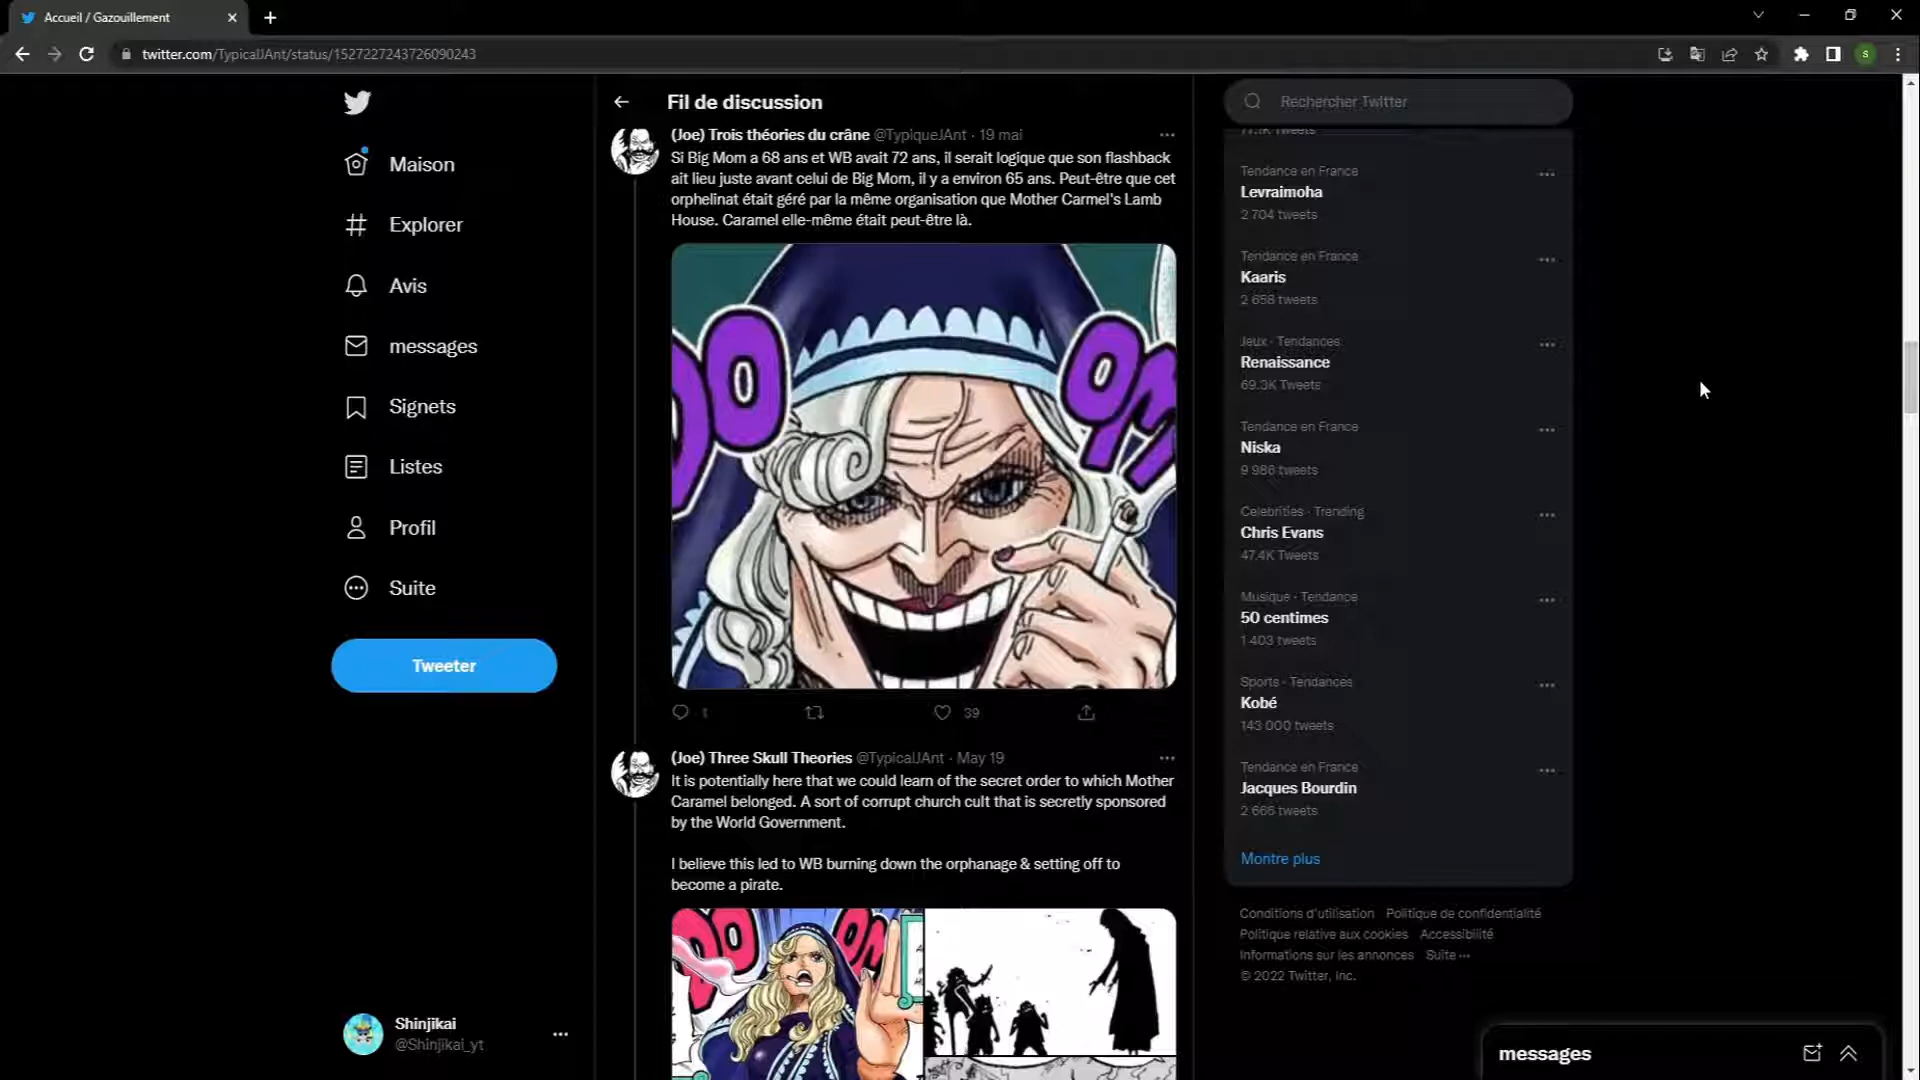 Accueil / Gazouillement
twitter.com/TypicalJAnt/status/1527227243726090243
Maison
Explorer
Avis
messages
Signets
Listes
Profil
Suite
Tweeter
Shinjikai
@Shinjikai_yt
Fil de discussion
(Joe) Trois théories du crâne @TypiqueJAnt · 19 mai
Si Big Mom a 68 ans et WB avait 72 ans, il serait logique que son flashback
ait lieu juste avant celui de Big Mom, il y a environ 65 ans. Peut-être que cet
orphelinat était géré par la même organisation que Mother Carmel's Lamb
House. Caramel elle-même était peut-être là.
OO
OM
1
39
(Joe) Three Skull Theories @TypicalJAnt · May 19
It is potentially here that we could learn of the secret order to which Mother
Caramel belonged. A sort of corrupt church cult that is secretly sponsored
by the World Government.
I believe this led to WB burning down the orphanage & setting off to
become a pirate.
Rechercher Twitter
77.1K Tweets
Tendance en France
Levraimoha
2 704 tweets
Tendance en France
Kaaris
2 658 tweets
Jeux · Tendances
Renaissance
69.3K Tweets
Tendance en France
Niska
9 986 tweets
Celebrities · Trending
Chris Evans
47.4K Tweets
Musique · Tendance
50 centimes
1 403 tweets
Sports · Tendances
Kobé
143 000 tweets
Tendance en France
Jacques Bourdin
2 666 tweets
Montre plus
Conditions d'utilisation Politique de confidentialité
Politique relative aux cookies Accessibilité
Informations sur les annonces Suite ···
© 2022 Twitter, Inc.
messages